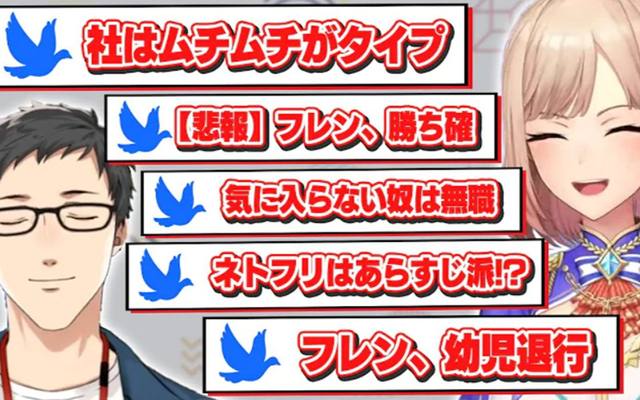 社はムチムチがタイプ
【悲報】フレン、勝ち確
気に入らない奴は無職
ネトフリはあらすじ派!?
フレン、幼児退行